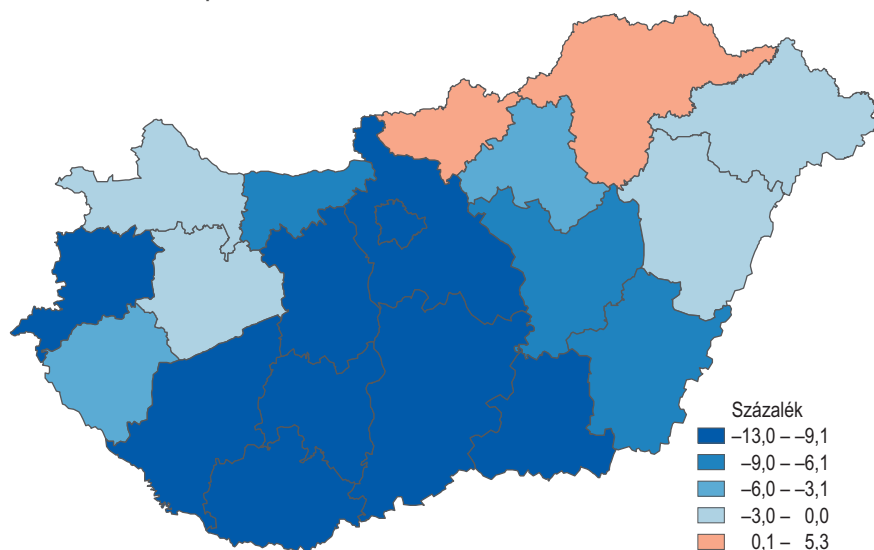 Százalék
–13,0 – –9,1
–9,0 – –6,1
–6,0 – –3,1
–3,0 – 0,0
0,1 – 5,3